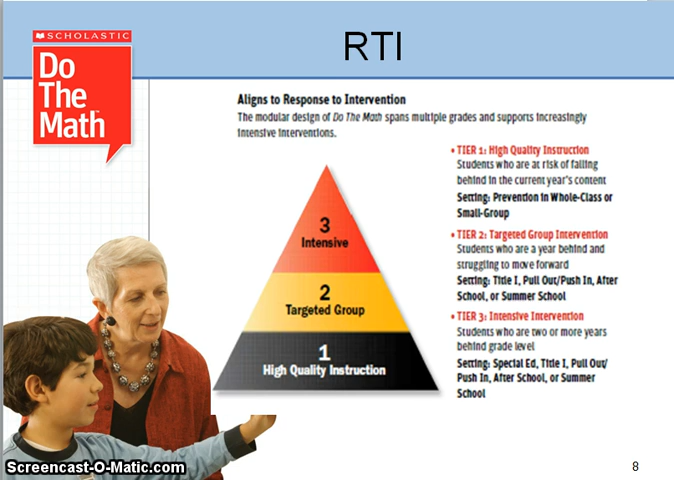 SCHOLASTIC
Do
The
Math
RTI
Aligns to Response to Intervention
The modular design of Do The Math spans multiple grades and supports increasingly
intensive interventions.
3
Intensive
2
Targeted Group
1
High Quality Instruction
• TIER 1: High Quality Instruction
Students who are at risk of falling
behind in the current year's content
Setting: Prevention in Whole-Class or
Small-Group
• TIER 2: Targeted Group Intervention
Students who are a year behind and
struggling to move forward
Setting: Title I, Pull Out/Push In, After
School, or Summer School
• TIER 3: Intensive Intervention
Students who are two or more years
behind grade level
Setting: Special Ed, Title I, Pull Out/
Push In, After School, or Summer
School
Screencast-O-Matic.com
8